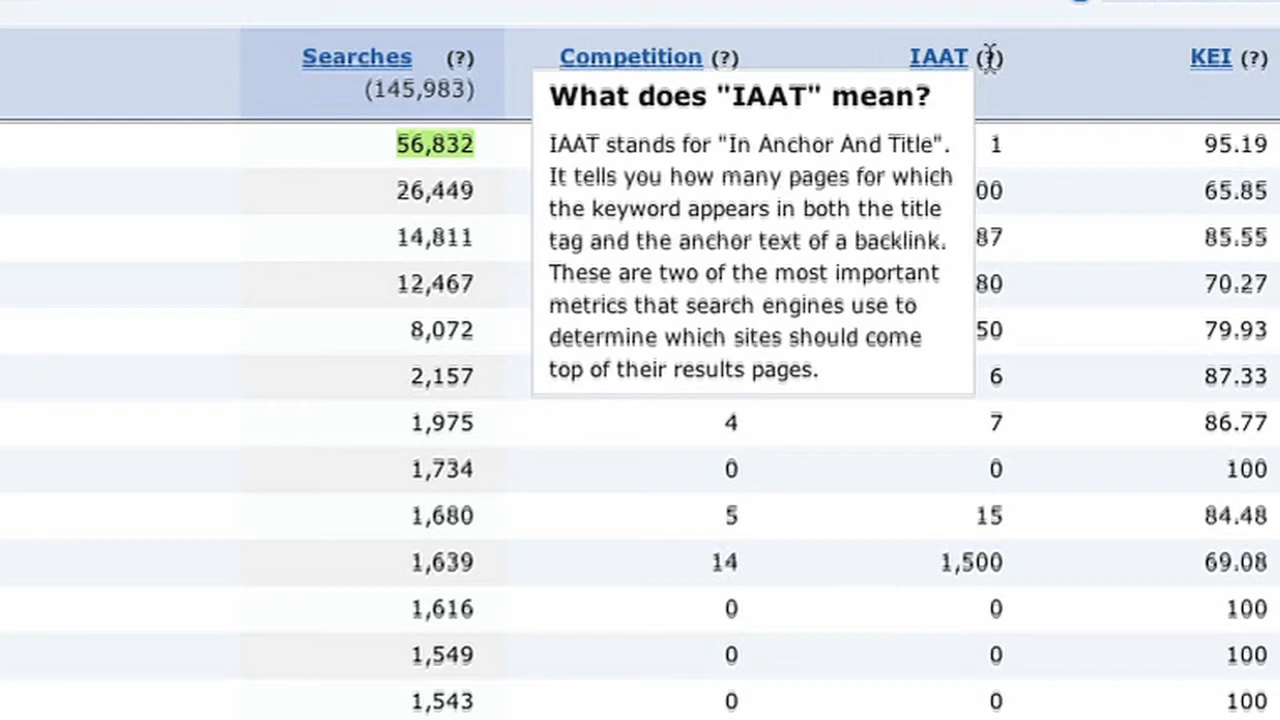 Searches (?) Competition (?) IAAT (?) KEI (?)
(145,983)
What does "IAAT" mean?
56,832 IAAT stands for "In Anchor And Title". 1 95.19
It tells you how many pages for which
26,449 00 65.85
the keyword appears in both the title
14,811 tag and the anchor text of a backlink. 87 85.55
These are two of the most important
12,467 80 70.27
metrics that search engines use to
8,072 determine which sites should come 50 79.93
top of their results pages.
2,157 6 87.33
1,975 4 7 86.77
1,734 0 0 100
1,680 5 15 84.48
1,639 14 1,500 69.08
1,616 0 0 100
1,549 0 0 100
1,543 0 0 100